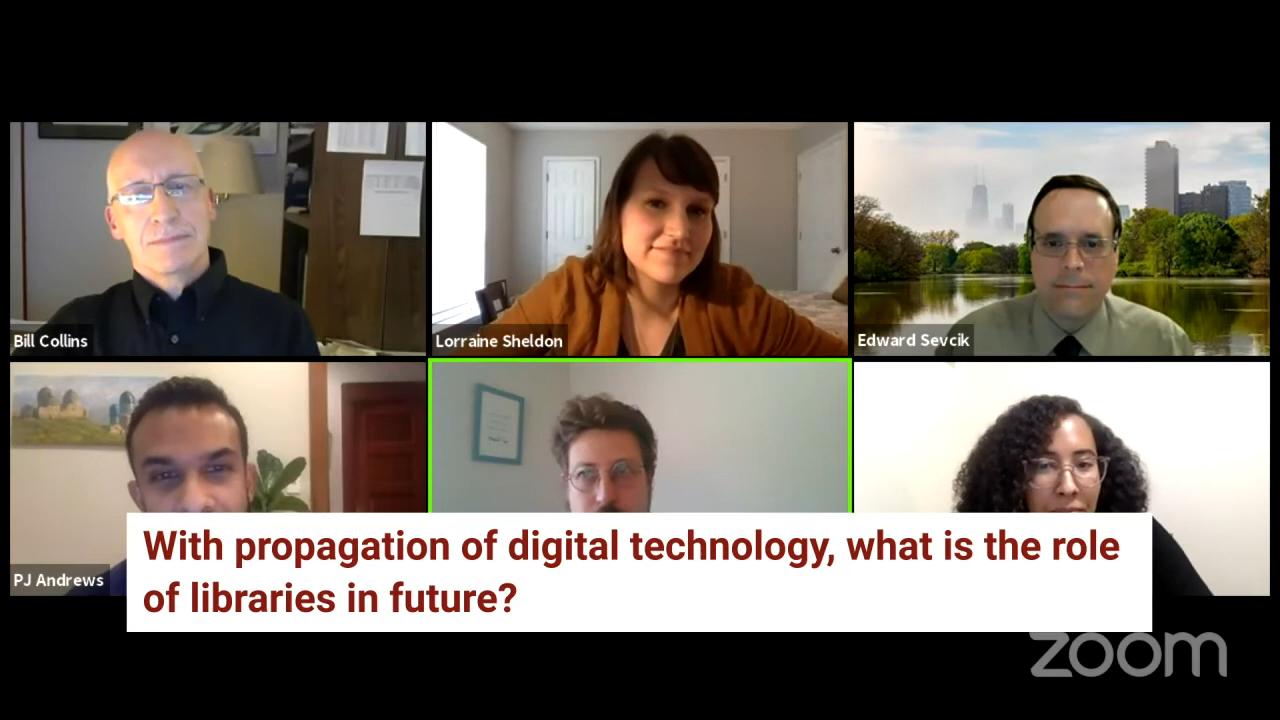 Bill Collins
Lorraine Sheldon
Edward Sevcik
PJ Andrews
With propagation of digital technology, what is the role
of libraries in future?
zoom